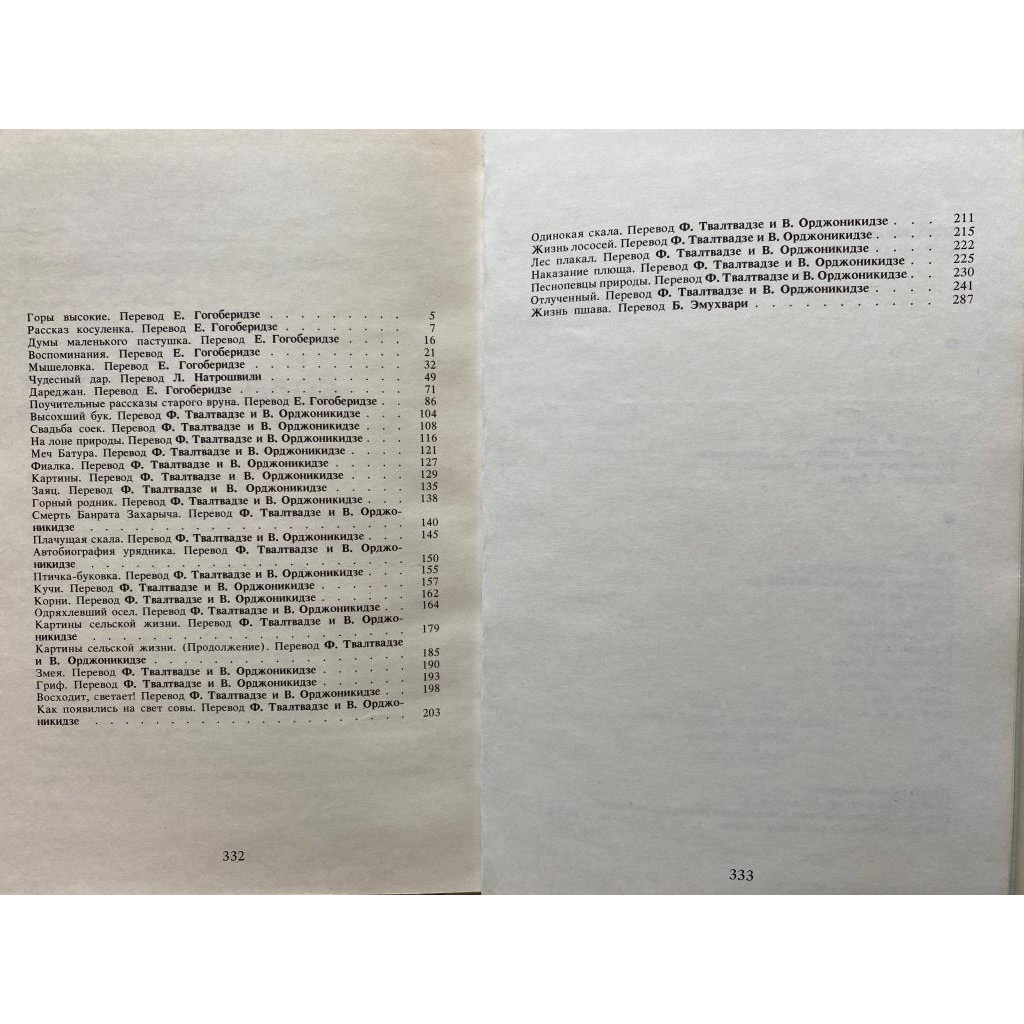 Горы высокие. Перевод Е. Гогоберидзе . . . . . . . . 5
Рассказ косуленка. Перевод Е. Гогоберидзе . . . . . . . 7
Думы маленького пастушка. Перевод Е. Гогоберидзе . . . . 16
Воспоминания. Перевод Е. Гогоберидзе . . . . . . . . 21
Мышеловка. Перевод Е. Гогоберидзе . . . . . . . . . 32
Чудесный дар. Перевод Л. Натрошвили . . . . . . . . . 49
Дареджан. Перевод Е. Гогоберидзе . . . . . . . . . . 71
Поучительные рассказы старого вруна. Перевод Е. Гогоберидзе . . 86
Высохший бук. Перевод Ф. Твалтвадзе и В. Орджоникидзе . . . 104
Свадьба соек. Перевод Ф. Твалтвадзе и В. Орджоникидзе . . . 108
На лоне природы. Перевод Ф. Твалтвадзе и В. Орджоникидзе . . . 116
Меч Батура. Перевод Ф. Твалтвадзе и В. Орджоникидзе . . . . 121
Фиалка. Перевод Ф. Твалтвадзе и В. Орджоникидзе . . . . . 127
Картины. Перевод Ф. Твалтвадзе и В. Орджоникидзе . . . . 129
Заяц. Перевод Ф. Твалтвадзе и В. Орджоникидзе . . . . . 135
Горный родник. Перевод Ф. Твалтвадзе и В. Орджоникидзе . . . 138
Смерть Банрата Захарыча. Перевод Ф. Твалтвадзе и В. Орджо-
никидзе . . . . . . . . . . . . . . . . . 140
Плачущая скала. Перевод Ф. Твалтвадзе и В. Орджоникидзе . . . 145
Автобиография урядника. Перевод Ф. Твалтвадзе и В. Орджо-
никидзе . . . . . . . . . . . . . . . . . 150
Птичка-буковка. Перевод Ф. Твалтвадзе и В. Орджоникидзе . . . 155
Кучи. Перевод Ф. Твалтвадзе и В. Орджоникидзе . . . . . 157
Корни. Перевод Ф. Твалтвадзе и В. Орджоникидзе . . . . . 162
Одряхлевший осел. Перевод Ф. Твалтвадзе и В. Орджоникидзе . . 164
Картины сельской жизни. Перевод Ф. Твалтвадзе и В. Орджо-
никидзе . . . . . . . . . . . . . . . . . 179
Картины сельской жизни. (Продолжение). Перевод Ф. Твалтвадзе
и В. Орджоникидзе . . . . . . . . . . . . . . 185
Змея. Перевод Ф. Твалтвадзе и В. Орджоникидзе . . . . . 190
Гриф. Перевод Ф. Твалтвадзе и В. Орджоникидзе . . . . . 193
Восходит, светает! Перевод Ф. Твалтвадзе и В. Орджоникидзе . . 198
Как появились на свет совы. Перевод Ф. Твалтвадзе и В. Орджо-
никидзе . . . . . . . . . . . . . . . . . 203
332
Одинокая скала. Перевод Ф. Твалтвадзе и В. Орджоникидзе . . . 211
Жизнь лососей. Перевод Ф. Твалтвадзе и В. Орджоникидзе . . . . 215
Лес плакал. Перевод Ф. Твалтвадзе и В. Орджоникидзе . . . . 222
Наказание плюща. Перевод Ф. Твалтвадзе и В. Орджоникидзе . . 225
Песнопевцы природы. Перевод Ф. Твалтвадзе и В. Орджоникидзе . . 230
Отлученный. Перевод Ф. Твалтвадзе и В. Орджоникидзе . . . . 241
Жизнь пшава. Перевод Б. Эмухвари . . . . . . . . . . 287
333